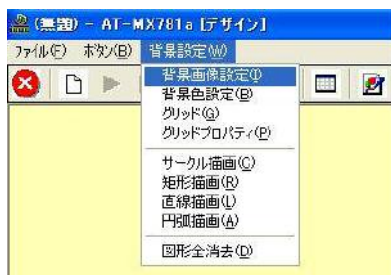 (無題) - AT-MX781a [デザイン]
ファイル(F) ボタン(B) 背景設定(W)
背景画像設定(I)
背景色設定(B)
グリッド(G)
グリッドプロパティ(P)
サークル描画(C)
矩形描画(R)
直線描画(L)
円弧描画(A)
図形全消去(D)